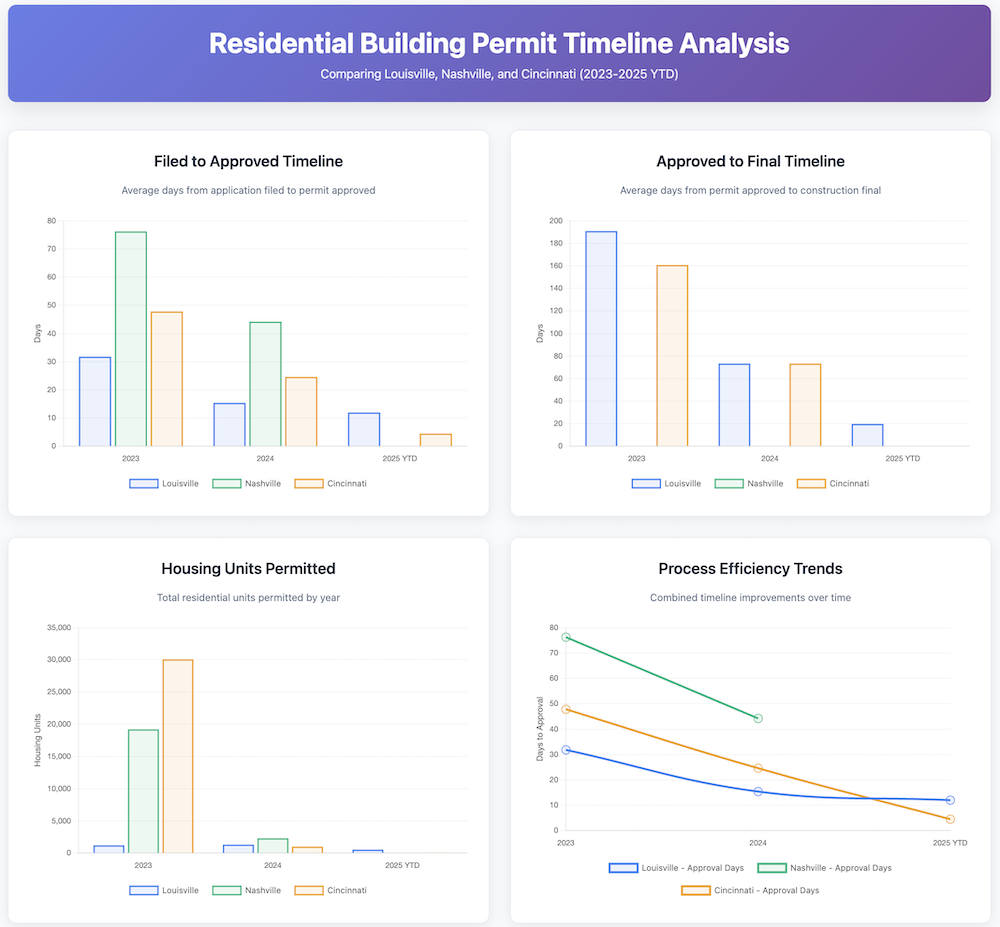 Residential Building Permit Timeline Analysis
Comparing Louisville, Nashville, and Cincinnati (2023-2025 YTD)
Filed to Approved Timeline
Average days from application filed to permit approved
80
70
60
50
40
30
20
10
0
Days
2023 2024 2025 YTD
Louisville Nashville Cincinnati
Approved to Final Timeline
Average days from permit approved to construction final
200
180
160
140
120
100
80
60
40
20
0
Days
2023 2024 2025 YTD
Louisville Nashville Cincinnati
Housing Units Permitted
Total residential units permitted by year
35,000
30,000
25,000
20,000
15,000
10,000
5,000
0
Housing Units
2023 2024 2025 YTD
Louisville Nashville Cincinnati
Process Efficiency Trends
Combined timeline improvements over time
80
70
60
50
40
30
20
10
0
Days to Approval
2023 2024 2025 YTD
Louisville - Approval Days Nashville - Approval Days
Cincinnati - Approval Days